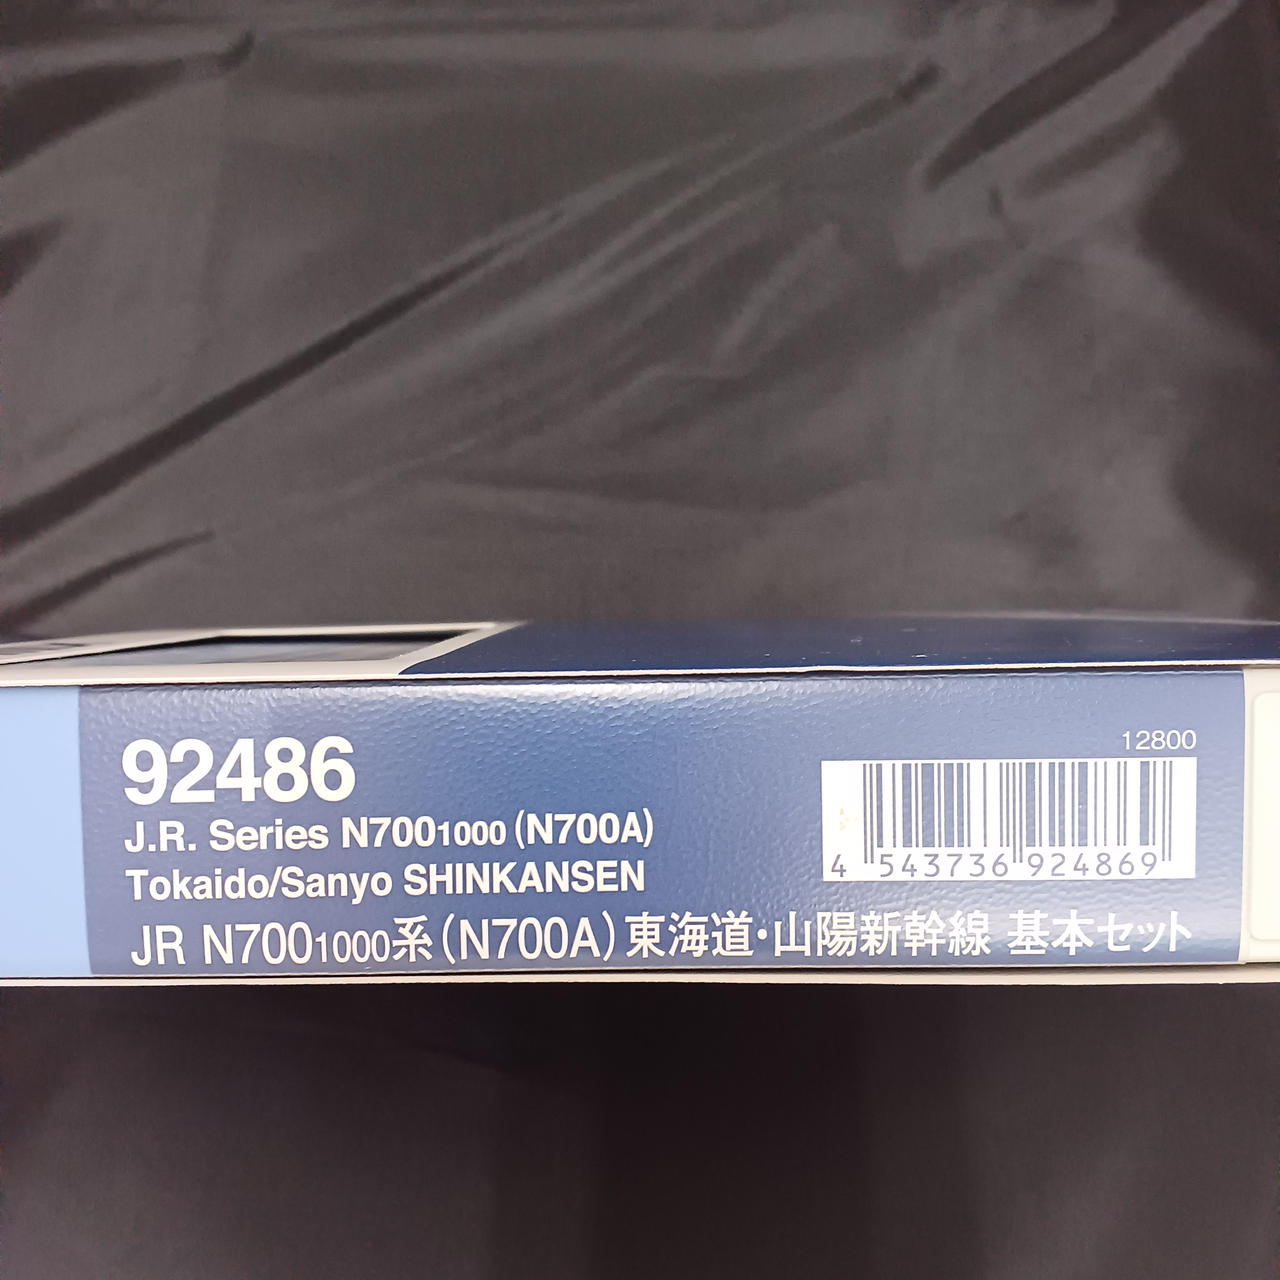 92486
J.R. Series N7001000 (N700A)
Tokaido/Sanyo SHINKANSEN
JR N7001000系(N700A)東海道・山陽新幹線 基本セット
12800
4 543736 924869